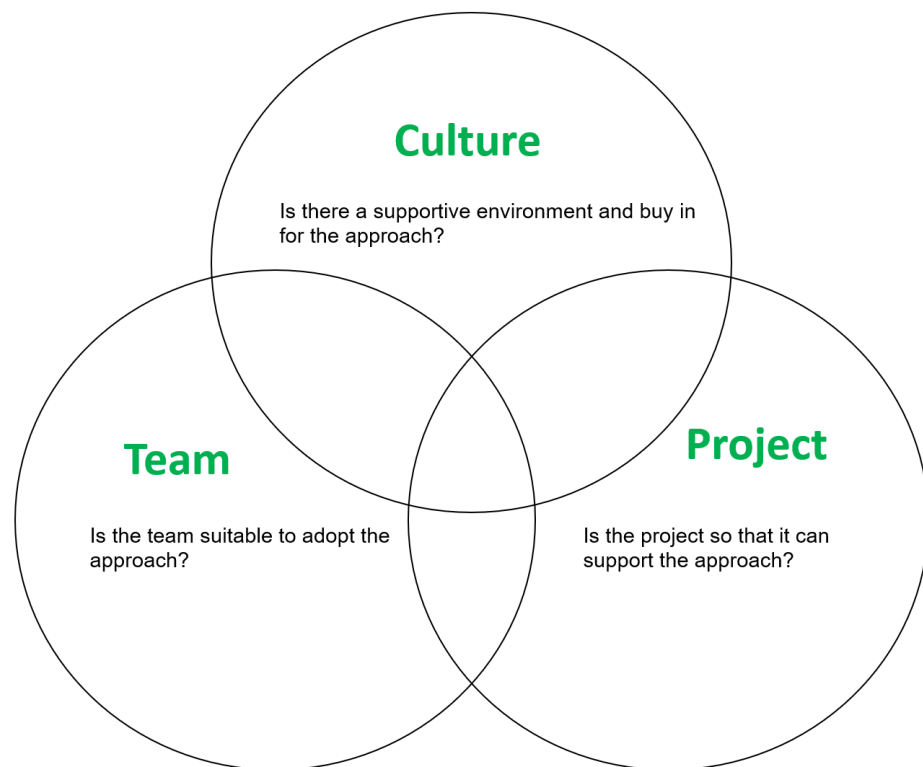 Culture
Is there a supportive environment and buy in
for the approach?
Team
Is the team suitable to adopt the
approach?
Project
Is the project so that it can
support the approach?